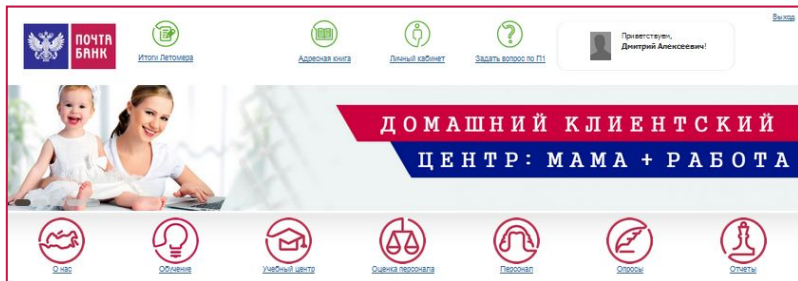 Выход
ПОЧТА
БАНК
Итоги Летомера
Адресная книга
Личный кабинет
Задать вопрос по П1
Приветствуем,
Дмитрий Алексеевич!
ДОМАШНИЙ КЛИЕНТСКИЙ
ЦЕНТР: МАМА + РАБОТА
О нас
Обучение
Учебный центр
Оценка персонала
Персонал
Опросы
Отчеты